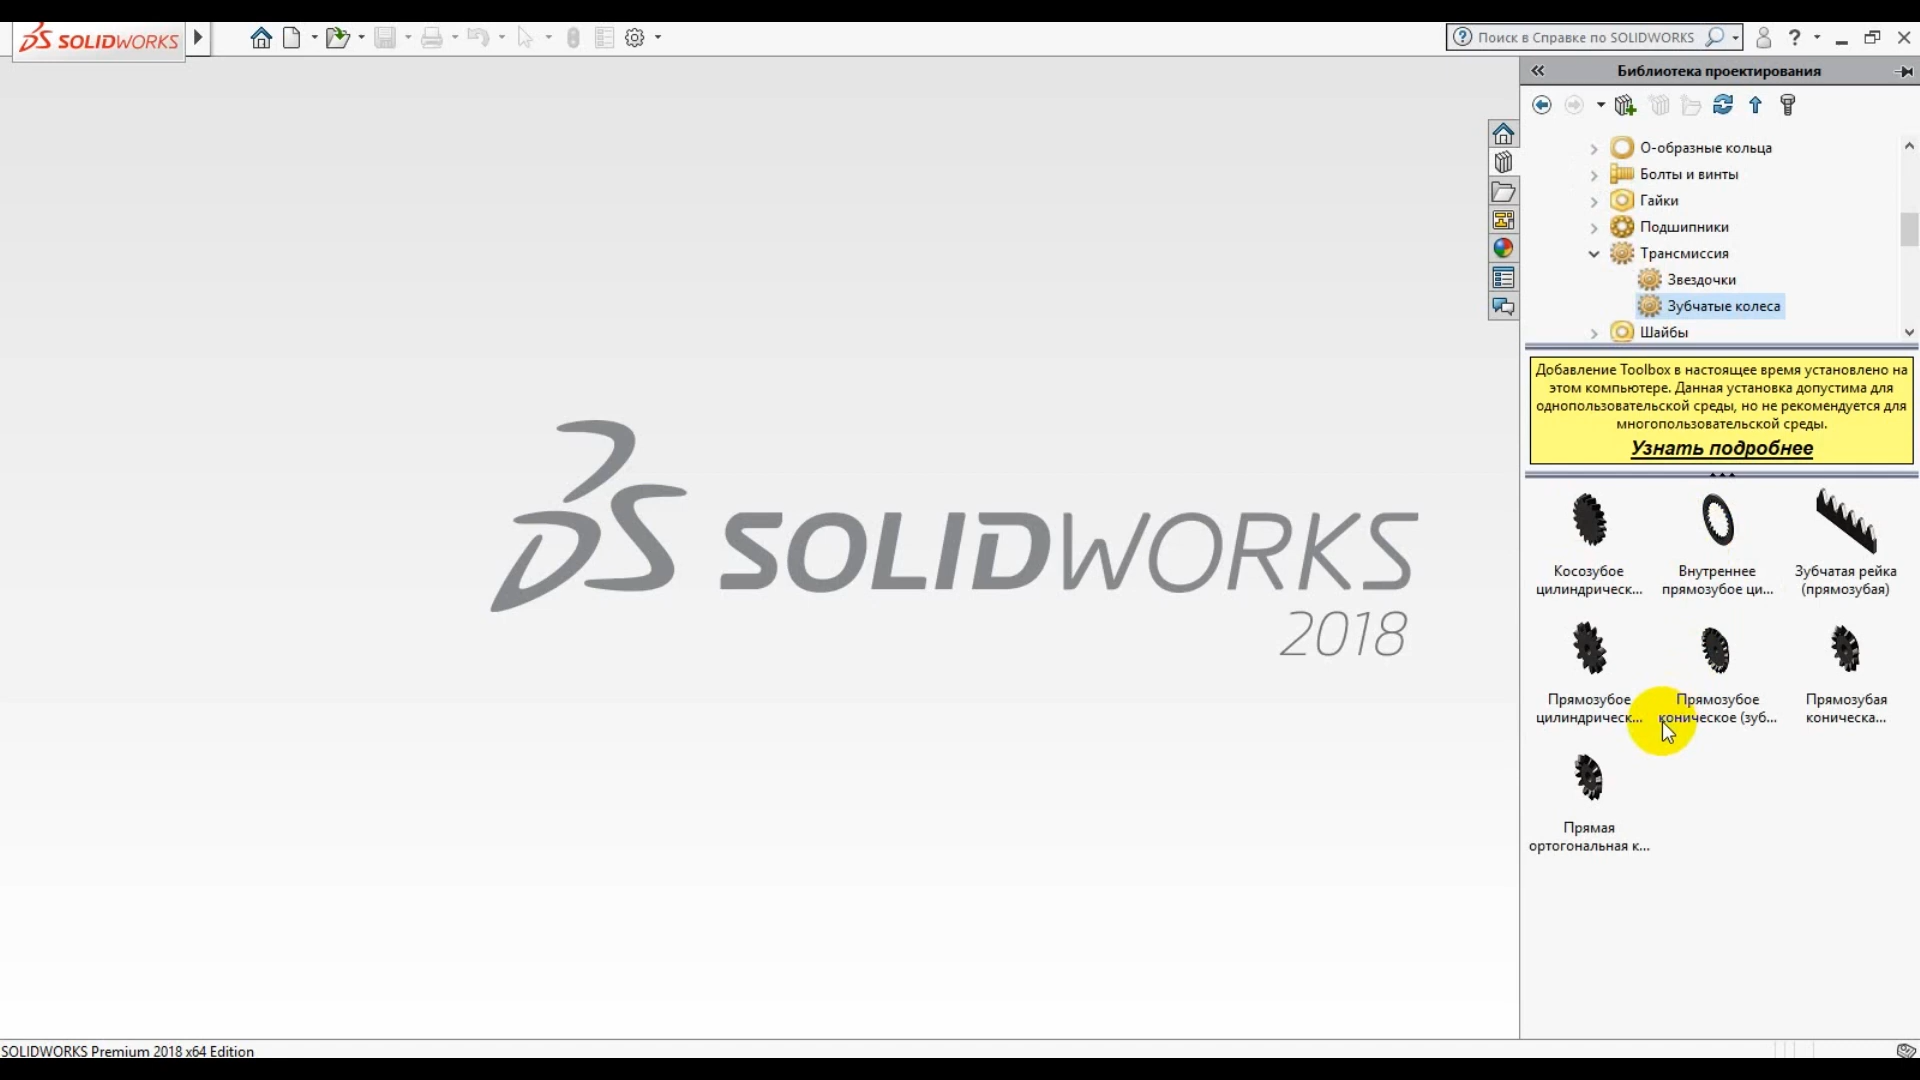 SOLIDWORKS
Поиск в Справке по SOLIDWORKS
Библиотека проектирования
О-образные кольца
Болты и винты
Гайки
Подшипники
Трансмиссия
Звездочки
Зубчатые колеса
Шайбы
Добавление Toolbox в настоящее время установлено на
этом компьютере. Данная установка допустима для
однопользовательской среды, но не рекомендуется для
многопользовательской среды.
Узнать подробнее
SOLIDWORKS
2018
Косозубое
цилиндрическ...
Внутреннее
прямозубое ци...
Зубчатая рейка
(прямозубая)
Прямозубое
цилиндрическ...
Прямозубое
коническое (зуб...
Прямозубая
коническа...
Прямая
ортогональная к...
SOLIDWORKS Premium 2018 x64 Edition